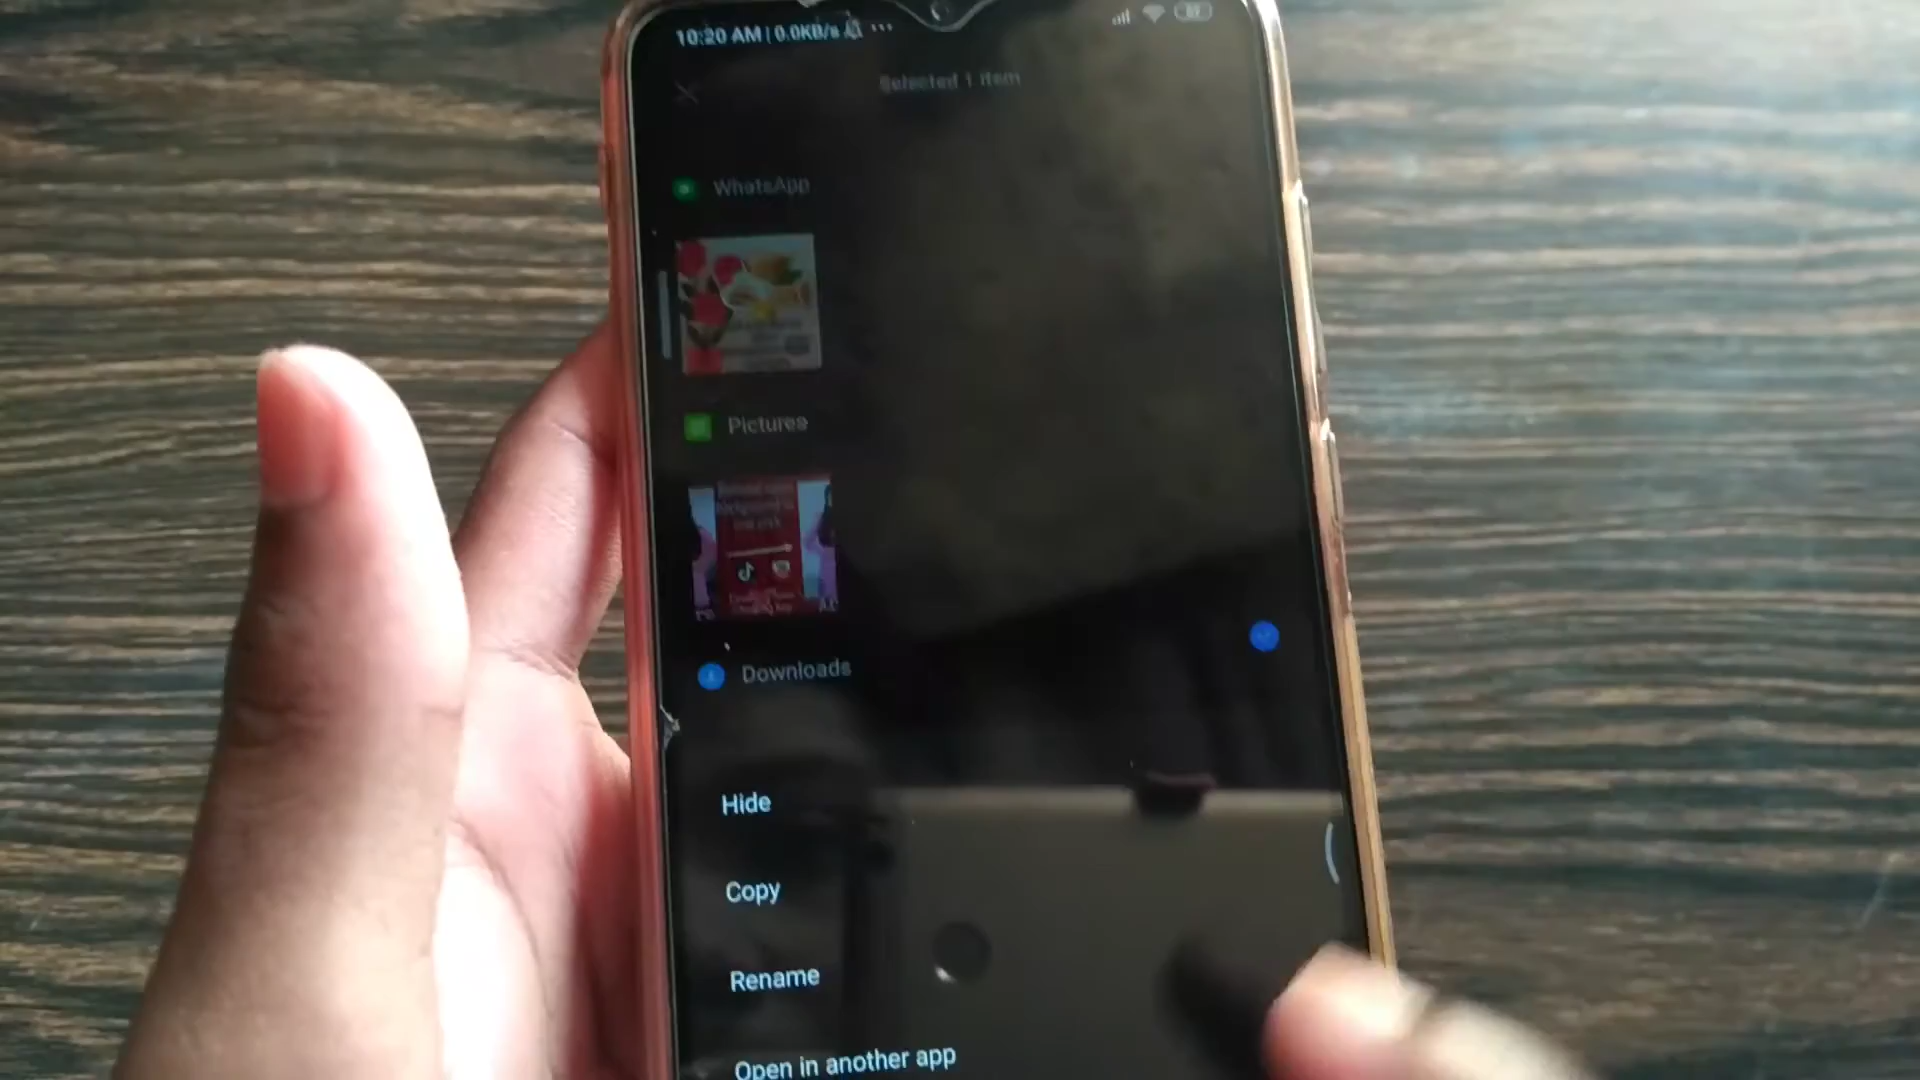 10:20 AM | 0.0KB/s
Selected 1 item
WhatsApp
Pictures
Downloads
Hide
Copy
Rename
Open in another app